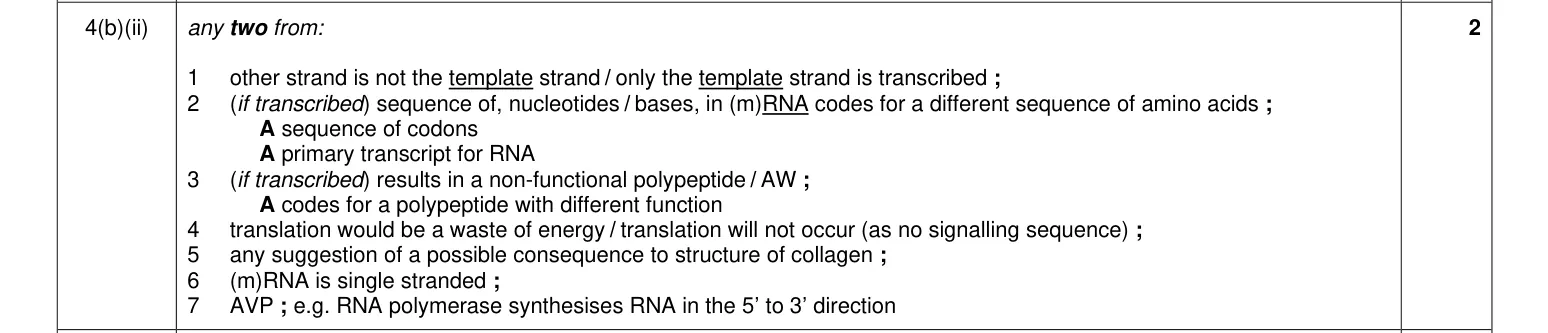 4(b)(ii) any two from: 2
1 other strand is not the template strand / only the template strand is transcribed ;
2 (if transcribed) sequence of, nucleotides / bases, in (m)RNA codes for a different sequence of amino acids ;
A sequence of codons
A primary transcript for RNA
3 (if transcribed) results in a non-functional polypeptide / AW ;
A codes for a polypeptide with different function
4 translation would be a waste of energy / translation will not occur (as no signalling sequence) ;
5 any suggestion of a possible consequence to structure of collagen ;
6 (m)RNA is single stranded ;
7 AVP ; e.g. RNA polymerase synthesises RNA in the 5’ to 3’ direction